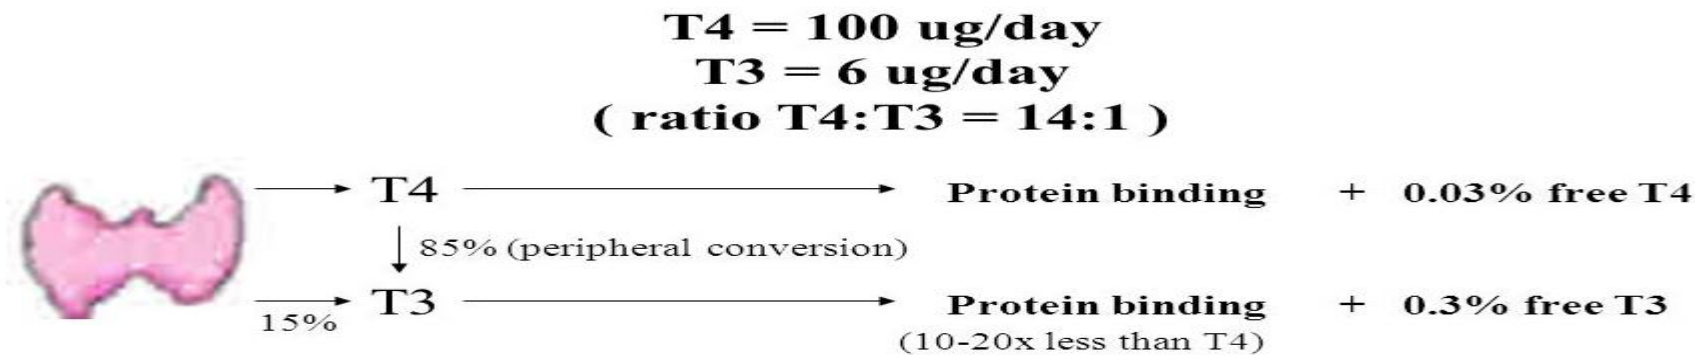 T4 = 100 ug/day
T3 = 6 ug/day
( ratio T4:T3 = 14:1 )
T4 Protein binding + 0.03% free T4
85% (peripheral conversion)
15% T3 Protein binding + 0.3% free T3
(10-20x less than T4)